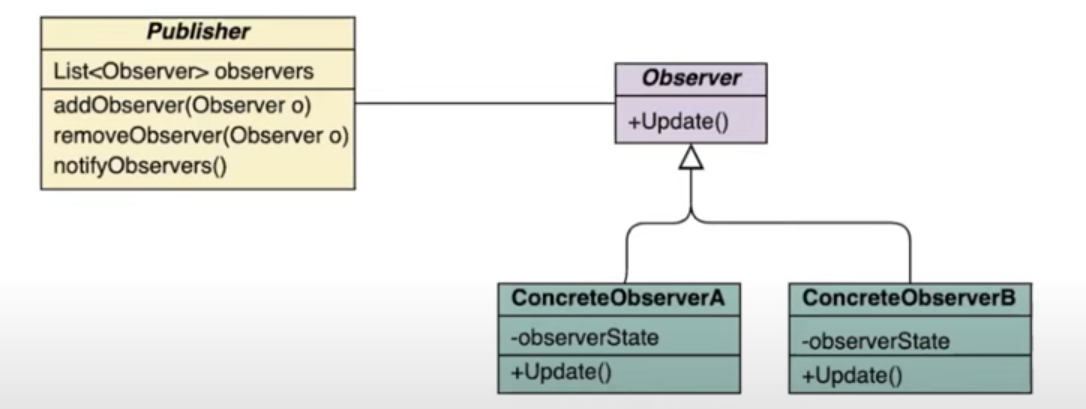 Publisher
List<Observer> observers
addObserver(Observer o)
removeObserver(Observer o)
notifyObservers()
Observer
+Update()
ConcreteObserverA
-observerState
+Update()
ConcreteObserverB
-observerState
+Update()